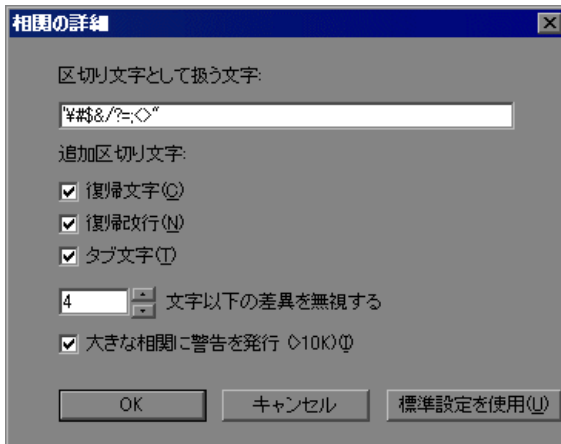 相関の詳細
区切り文字として扱う文字:
"¥#$&/?=;<>"
追加区切り文字:
復帰文字(C)
復帰改行(N)
タブ文字(T)
4 文字以下の差異を無視する
大きな相関に警告を発行 (>10K)(I)
OK キャンセル 標準設定を使用(U)